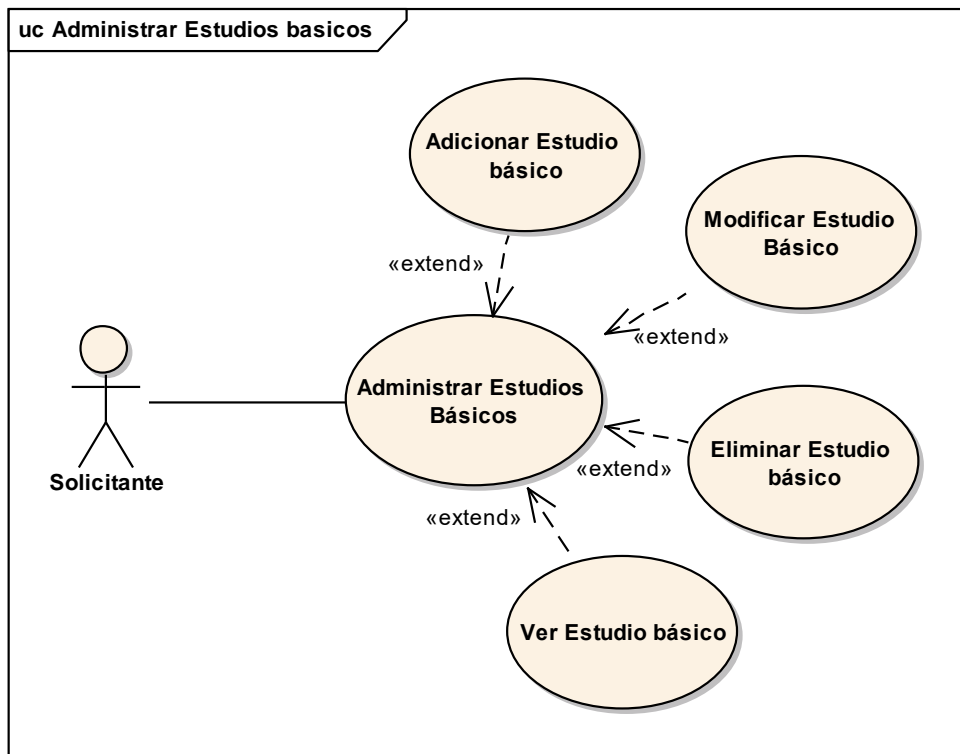 uc Administrar Estudios basicos
Adicionar Estudio
básico
Modificar Estudio
Básico
«extend»
«extend»
Administrar Estudios
Básicos
Solicitante
Eliminar Estudio
básico
«extend»
«extend»
Ver Estudio básico